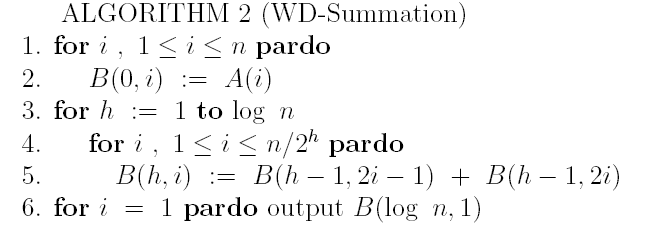 ALGORITHM 2 (WD-Summation)
1. for i , 1 ≤ i ≤ n pardo
2. B(0, i) := A(i)
3. for h := 1 to log n
4. for i , 1 ≤ i ≤ n/2^h pardo
5. B(h − 1, 2i − 1) + B(h − 1, 2i)
6. for i = 1 pardo output B(log n, 1)